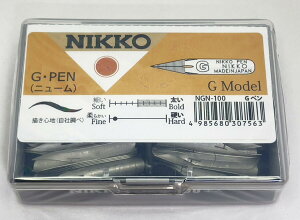 NIKKO
G
NIKKO PEN
NIKKO
MADE IN JAPAN
G・PEN
(ニューム)
G Model
Soft
太い
Bold
NGN-100 Gペン
描き心地(自社調べ)
柔らかい
Fine
硬い
Hard
4985680307563